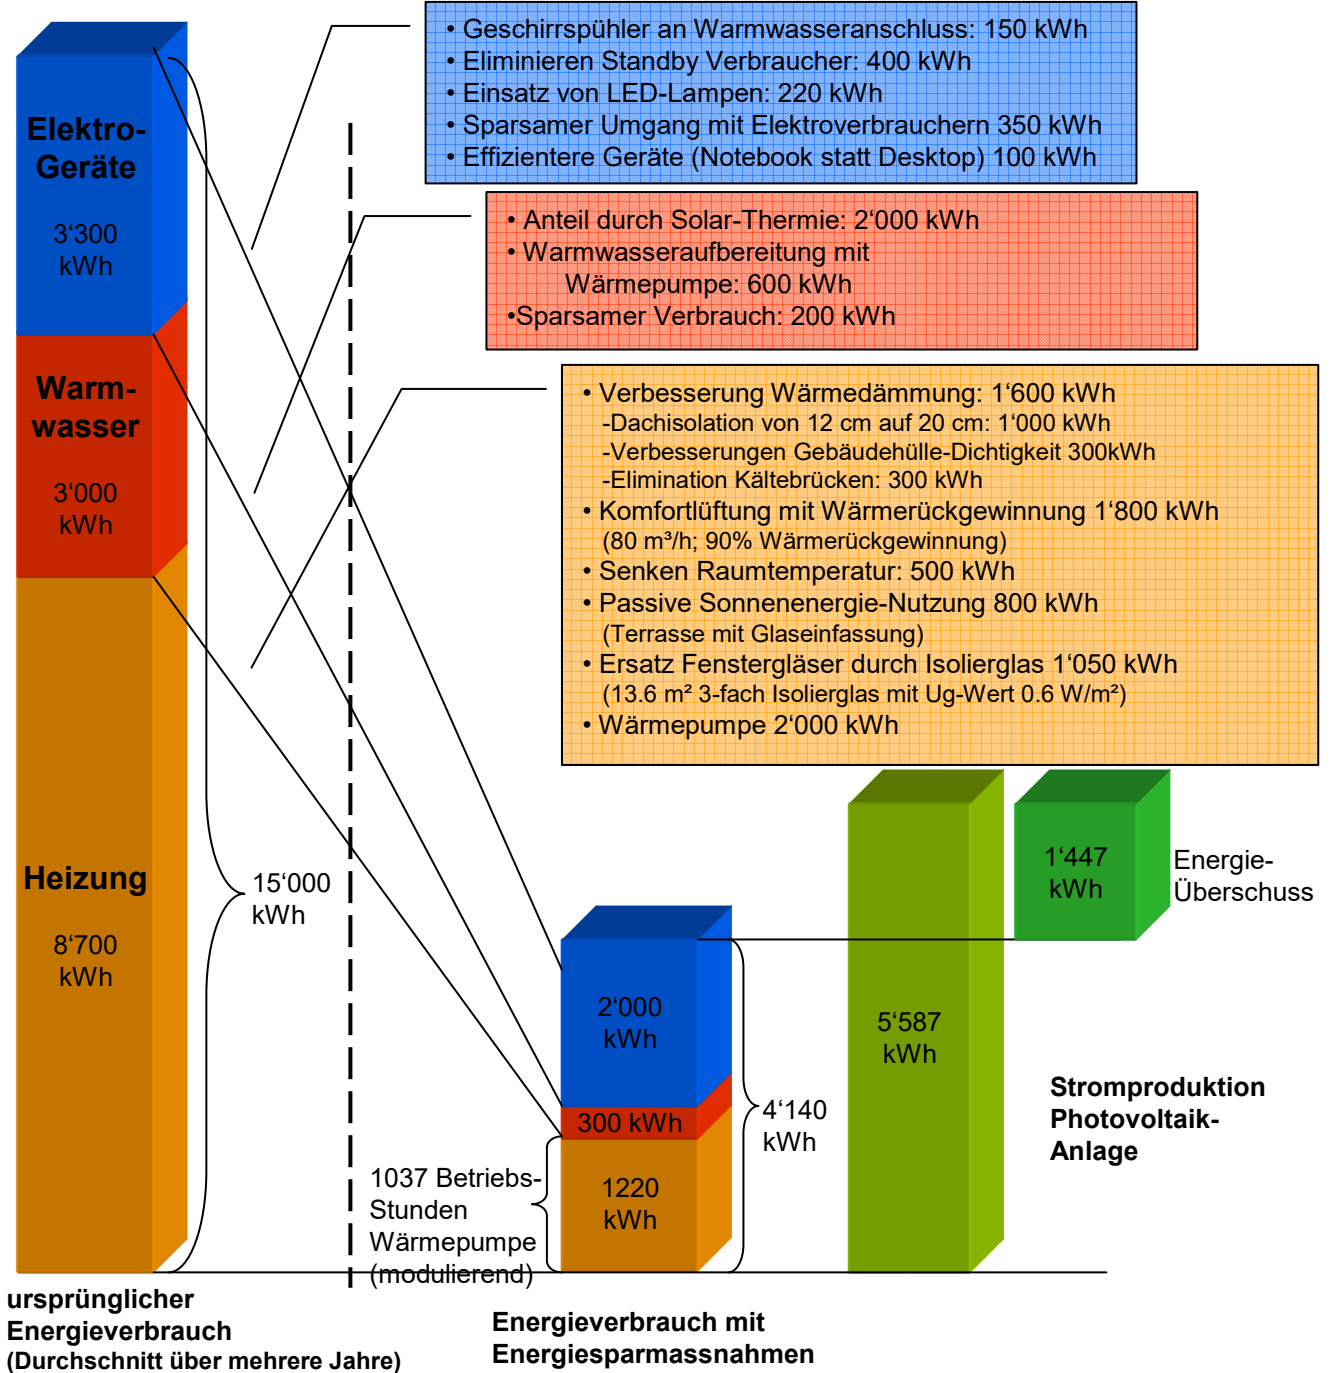 • Geschirrspühler an Warmwasseranschluss: 150 kWh
• Eliminieren Standby Verbraucher: 400 kWh
• Einsatz von LED-Lampen: 220 kWh
• Sparsamer Umgang mit Elektroverbrauchern 350 kWh
• Effizientere Geräte (Notebook statt Desktop) 100 kWh
Elektro-
Geräte
3‘300
kWh
• Anteil durch Solar-Thermie: 2‘000 kWh
• Warmwasseraufbereitung mit
Wärmepumpe: 600 kWh
•Sparsamer Verbrauch: 200 kWh
Warm-
wasser
3‘000
kWh
• Verbesserung Wärmedämmung: 1‘600 kWh
-Dachisolation von 12 cm auf 20 cm: 1‘000 kWh
-Verbesserungen Gebäudehülle-Dichtigkeit 300kWh
-Elimination Kältebrücken: 300 kWh
• Komfortlüftung mit Wärmerückgewinnung 1‘800 kWh
(80 m³/h; 90% Wärmerückgewinnung)
• Senken Raumtemperatur: 500 kWh
• Passive Sonnenenergie-Nutzung 800 kWh
(Terrasse mit Glaseinfassung)
• Ersatz Fenstergläser durch Isolierglas 1‘050 kWh
(13.6 m² 3-fach Isolierglas mit Ug-Wert 0.6 W/m²)
• Wärmepumpe 2‘000 kWh
Heizung
8‘700
kWh
15‘000
kWh
1‘447
kWh
Energie-
Überschuss
2‘000
kWh
300 kWh
1220
kWh
4‘140
kWh
5‘587
kWh
Stromproduktion
Photovoltaik-
Anlage
1037 Betriebs-
Stunden
Wärmepumpe
(modulierend)
ursprünglicher
Energieverbrauch
(Durchschnitt über mehrere Jahre)
Energieverbrauch mit
Energiesparmassnahmen